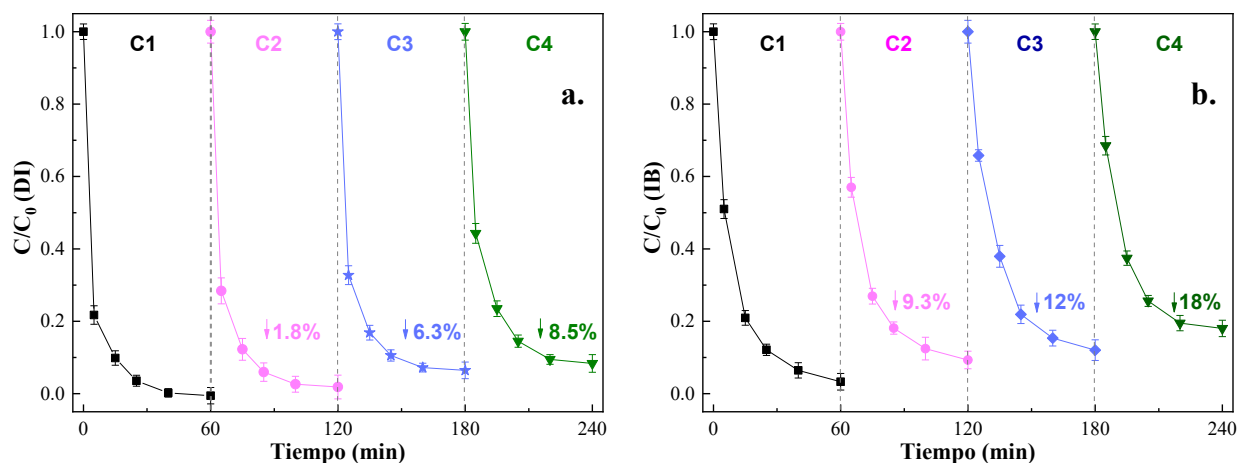 C1 C2 C3 C4
a.
1.0
0.8
0.6
0.4
0.2
0.0
C/C₀ (DI)
↓1.8% ↓6.3% ↓8.5%
0 60 120 180 240
Tiempo (min)
C1 C2 C3 C4
b.
1.0
0.8
0.6
0.4
0.2
0.0
C/C₀ (IB)
↓9.3% ↓12% ↓18%
0 60 120 180 240
Tiempo (min)